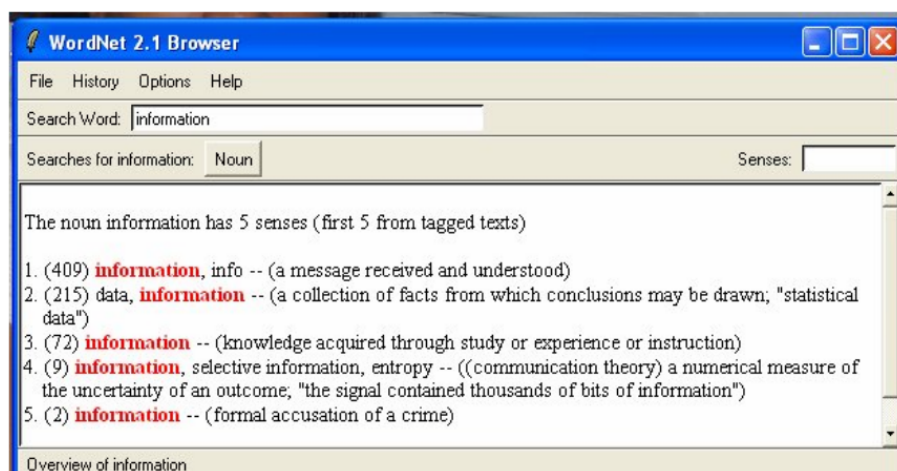 WordNet 2.1 Browser
File History Options Help
Search Word: information
Searches for information: Noun Senses:
The noun information has 5 senses (first 5 from tagged texts)
1. (409) information, info -- (a message received and understood)
2. (215) data, information -- (a collection of facts from which conclusions may be drawn; "statistical
data")
3. (72) information -- (knowledge acquired through study or experience or instruction)
4. (9) information, selective information, entropy -- ((communication theory) a numerical measure of
the uncertainty of an outcome; "the signal contained thousands of bits of information")
5. (2) information -- (formal accusation of a crime)
Overview of information